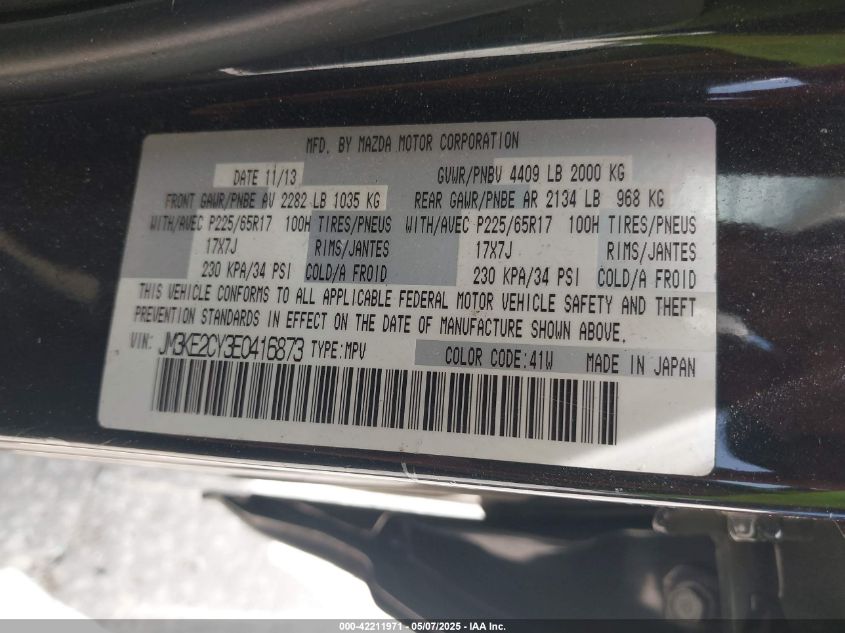 MFD. BY MAZDA MOTOR CORPORATION
DATE 11/13 GVWR/PNBV 4409 LB 2000 KG
FRONT GAWR/PNBE AV 2282 LB 1035 KG REAR GAWR/PNBE AR 2134 LB 968 KG
WITH/AVEC P225/65R17 100H TIRES/PNEUS WITH/AVEC P225/65R17 100H TIRES/PNEUS
17X7J RIMS/JANTES 17X7J RIMS/JANTES
230 KPA/34 PSI COLD/A FROID 230 KPA/34 PSI COLD/A FROID
THIS VEHICLE CONFORMS TO ALL APPLICABLE FEDERAL MOTOR VEHICLE SAFETY AND THEFT
PREVENTION STANDARDS IN EFFECT ON THE DATE OF MANUFACTURE SHOWN ABOVE.
VIN: JM3KE2CY3E0416873 TYPE:MPV COLOR CODE:41W MADE IN JAPAN
000-42211971 - 05/07/2025 - IAA Inc.